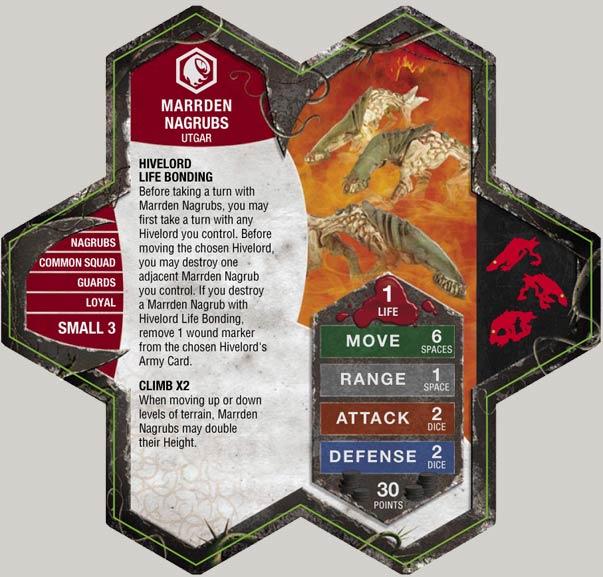 MARRDEN
NAGRUBS
UTGAR
HIVELORD
LIFE BONDING
Before taking a turn with
Marrden Nagrubs, you may
first take a turn with any
Hivelord you control. Before
moving the chosen Hivelord,
you may destroy one
adjacent Marrden Nagrub
you control. If you destroy
a Marrden Nagrub with
Hivelord Life Bonding,
remove 1 wound marker
from the chosen Hivelord's
Army Card.
CLIMB X2
When moving up or down
levels of terrain, Marrden
Nagrubs may double
their Height.
NAGRUBS
COMMON SQUAD
GUARDS
LOYAL
SMALL 3
1
LIFE
MOVE 6
SPACES
RANGE 1
SPACE
ATTACK 2
DICE
DEFENSE 2
DICE
30
POINTS